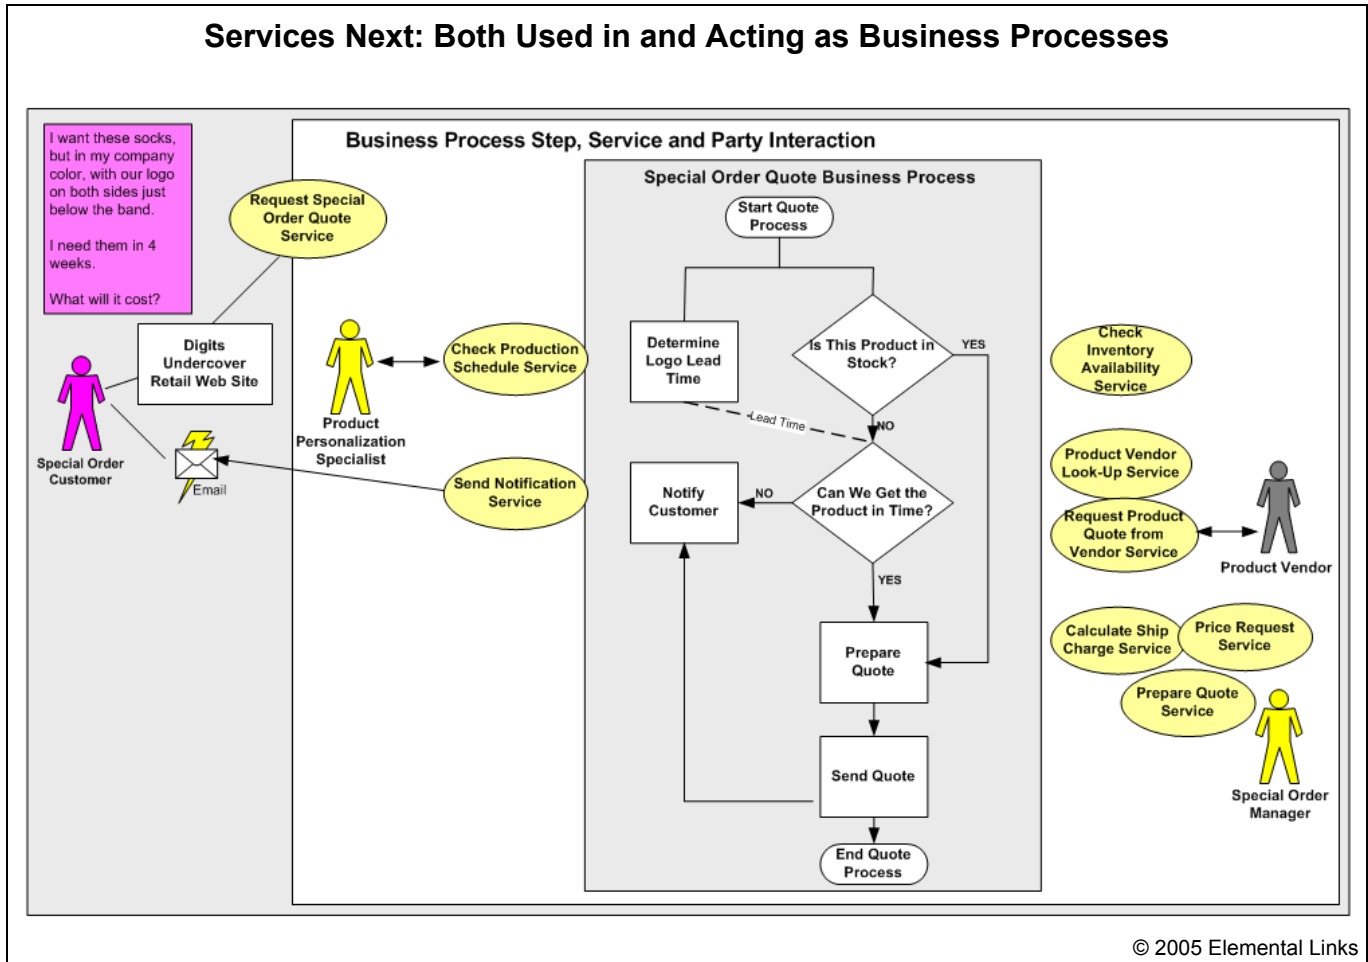 Services Next: Both Used in and Acting as Business Processes
I want these socks,
but in my company
color, with our logo
on both sides just
below the band.
I need them in 4
weeks.
What will it cost?
Business Process Step, Service and Party Interaction
Request Special
Order Quote
Service
Special Order Quote Business Process
Start Quote
Process
Digits
Undercover
Retail Web Site
Special Order
Customer
Email
Product
Personalization
Specialist
Check Production
Schedule Service
Send Notification
Service
Determine
Logo Lead
Time
Is This Product in
Stock?
YES
NO
Lead Time
Notify
Customer
NO
Can We Get the
Product in Time?
YES
Prepare
Quote
Send Quote
End Quote
Process
Check
Inventory
Availability
Service
Product Vendor
Look-Up Service
Request Product
Quote from
Vendor Service
Product Vendor
Calculate Ship
Charge Service
Price Request
Service
Prepare Quote
Service
Special Order
Manager
© 2005 Elemental Links